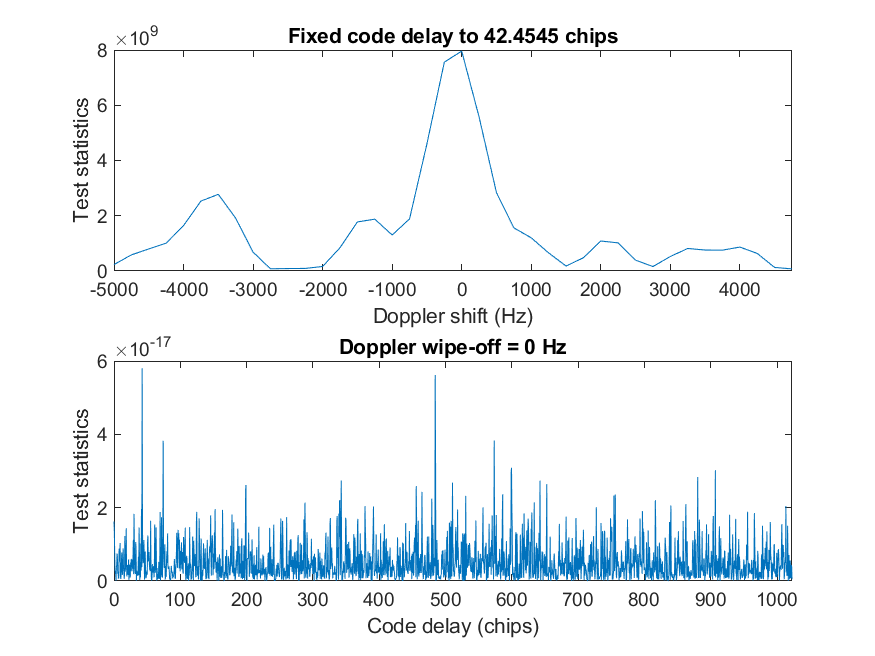 ×10^9
Fixed code delay to 42.4545 chips
8
6
4
2
0
Test statistics
-5000 -4000 -3000 -2000 -1000 0 1000 2000 3000 4000
Doppler shift (Hz)
×10^-17
Doppler wipe-off = 0 Hz
6
4
2
0
Test statistics
0 100 200 300 400 500 600 700 800 900 1000
Code delay (chips)